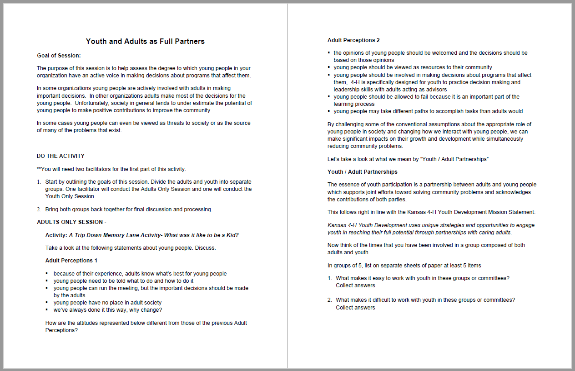 Youth and Adults as Full Partners
Goal of Session:
The purpose of this session is to help assess the degree to which young people in your
organization have an active voice in making decisions about programs that affect them.
In some organizations young people are actively involved with adults in making
important decisions. In other organizations adults make most of the decisions for the
young people. Unfortunately, society in general tends to under estimate the potential of
young people to make positive contributions to improve the community.
In some cases young people can even be viewed as threats to society or as the source
of many of the problems that exist.
DO THE ACTIVITY
**You will need two facilitators for the first part of this activity.
1. Start by outlining the goals of this session. Divide the adults and youth into separate
groups. One facilitator will conduct the Adults Only Session and one will conduct the
Youth Only Session.
2. Bring both groups back together for final discussion and processing.
ADULTS ONLY SESSION -
Activity: A Trip Down Memory Lane Activity- What was it like to be a Kid?
Take a look at the following statements about young people. Discuss.
Adult Perceptions 1
• because of their experience, adults know what's best for young people
• young people need to be told what to do and how to do it
• young people can run the meeting, but the important decisions should be made
by the adults
• young people have no place in adult society
• we've always done it this way, why change?
How are the attitudes represented below different from those of the previous Adult
Perceptions?
Adult Perceptions 2
• the opinions of young people should be welcomed and the decisions should be
based on those opinions
• young people should be viewed as resources to their community
• young people should be involved in making decisions about programs that affect
them. 4-H is specifically designed for youth to practice decision making and
leadership skills with adults acting as advisors
• young people should be allowed to fail because it is an important part of the
learning process
• young people may take different paths to accomplish tasks than adults would
By challenging some of the conventional assumptions about the appropriate role of
young people in society and changing how we interact with young people, we can
make significant impacts on their growth and development while simultaneously
reducing community problems.
Let's take a look at what we mean by "Youth / Adult Partnerships"
Youth / Adult Partnerships
The essence of youth participation is a partnership between adults and young people
which supports joint efforts toward solving community problems and acknowledges
the contributions of both parties.
This follows right in line with the Kansas 4-H Youth Development Mission Statement.
Kansas 4-H Youth Development uses unique strategies and opportunities to engage
youth in reaching their full potential through partnerships with caring adults.
Now think of the times that you have been involved in a group composed of both
adults and youth.
In groups of 5, list on separate sheets of paper at least 5 items.
1. What makes it easy to work with youth in these groups or committees?
Collect answers.
2. What makes it difficult to work with youth in these groups or committees?
Collect answers.